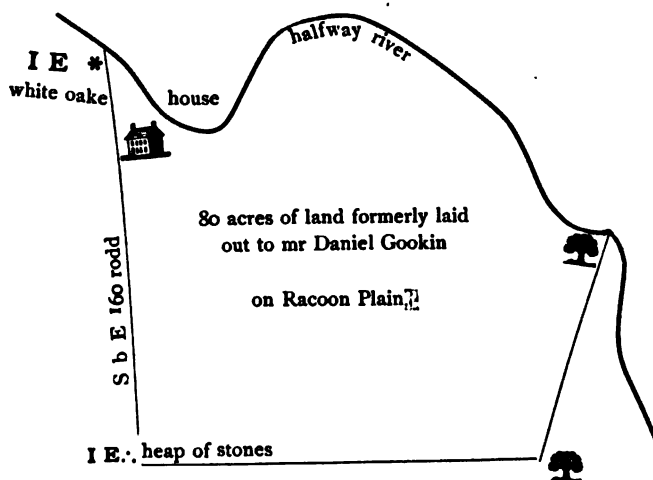 halfway river
I E *
white oake
house
80 acres of land formerly laid
out to mr Daniel Gookin
on Racoon Plain
S b E 160 rodd
I E∴ heap of stones